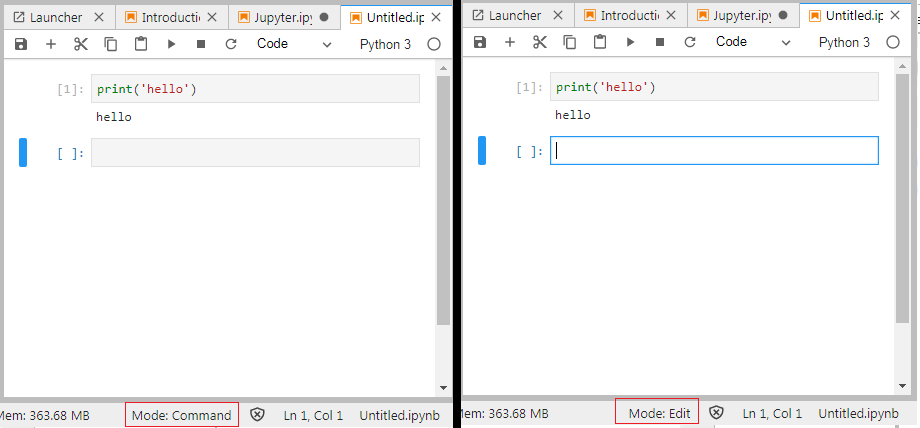 Launcher Introductio Jupyter.ipy Untitled.ip
Code Python 3
[1]: print('hello')
hello
[ ]:
Mem: 363.68 MB Mode: Command Ln 1, Col 1 Untitled.ipynb
Launcher Introductio Jupyter.ipy Untitled.ip
Code Python 3
[1]: print('hello')
hello
[ ]:
Mem: 363.68 MB Mode: Edit Ln 1, Col 1 Untitled.ipynb